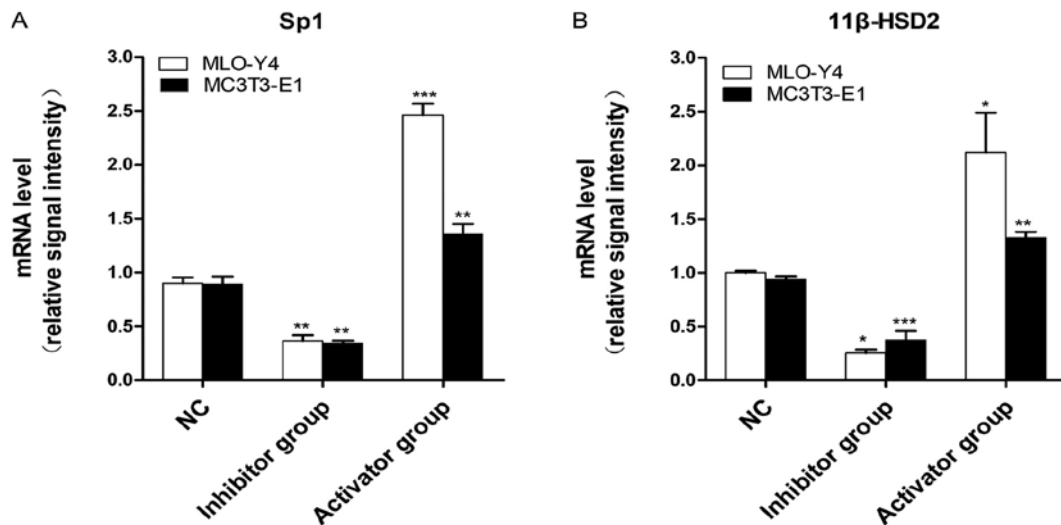 A
Sp1
mRNA level
(relative signal intensity)
3.0
2.5
2.0
1.5
1.0
0.5
0.0
MLO-Y4
MC3T3-E1
**
**
***
**
NC
Inhibitor group
Activator group
B
11β-HSD2
mRNA level
(relative signal intensity)
3.0
2.5
2.0
1.5
1.0
0.5
0.0
MLO-Y4
MC3T3-E1
*
***
*
**
NC
Inhibitor group
Activator group